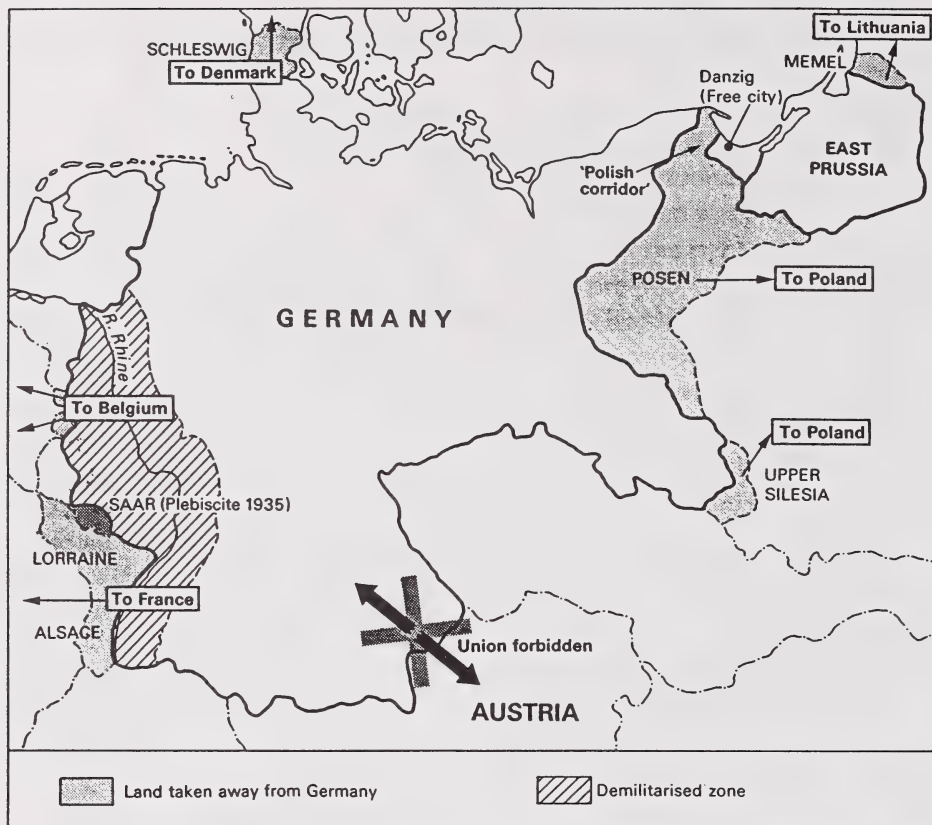 SCHLESWIG
To Denmark
To Lithuania
MEMEL
Danzig
(Free city)
EAST
PRUSSIA
'Polish
corridor'
POSEN
To Poland
GERMANY
R. Rhine
To Belgium
To Poland
UPPER
SILESIA
SAAR (Plebiscite 1935)
LORRAINE
To France
ALSACE
Union forbidden
AUSTRIA
Land taken away from Germany
Demilitarised zone